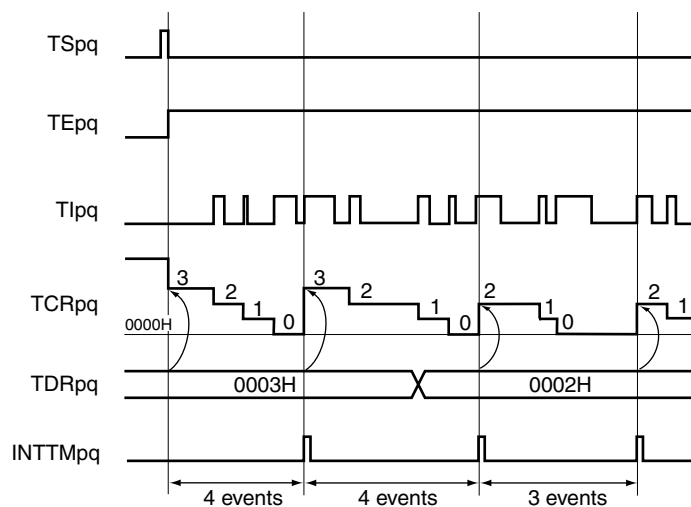 TSpq
TEpq
TIpq
TCRpq
3
2
1
0
3
2
1
0
2
1
0
2
1
0000H
TDRpq
0003H
0002H
INTTMpq
4 events
4 events
3 events